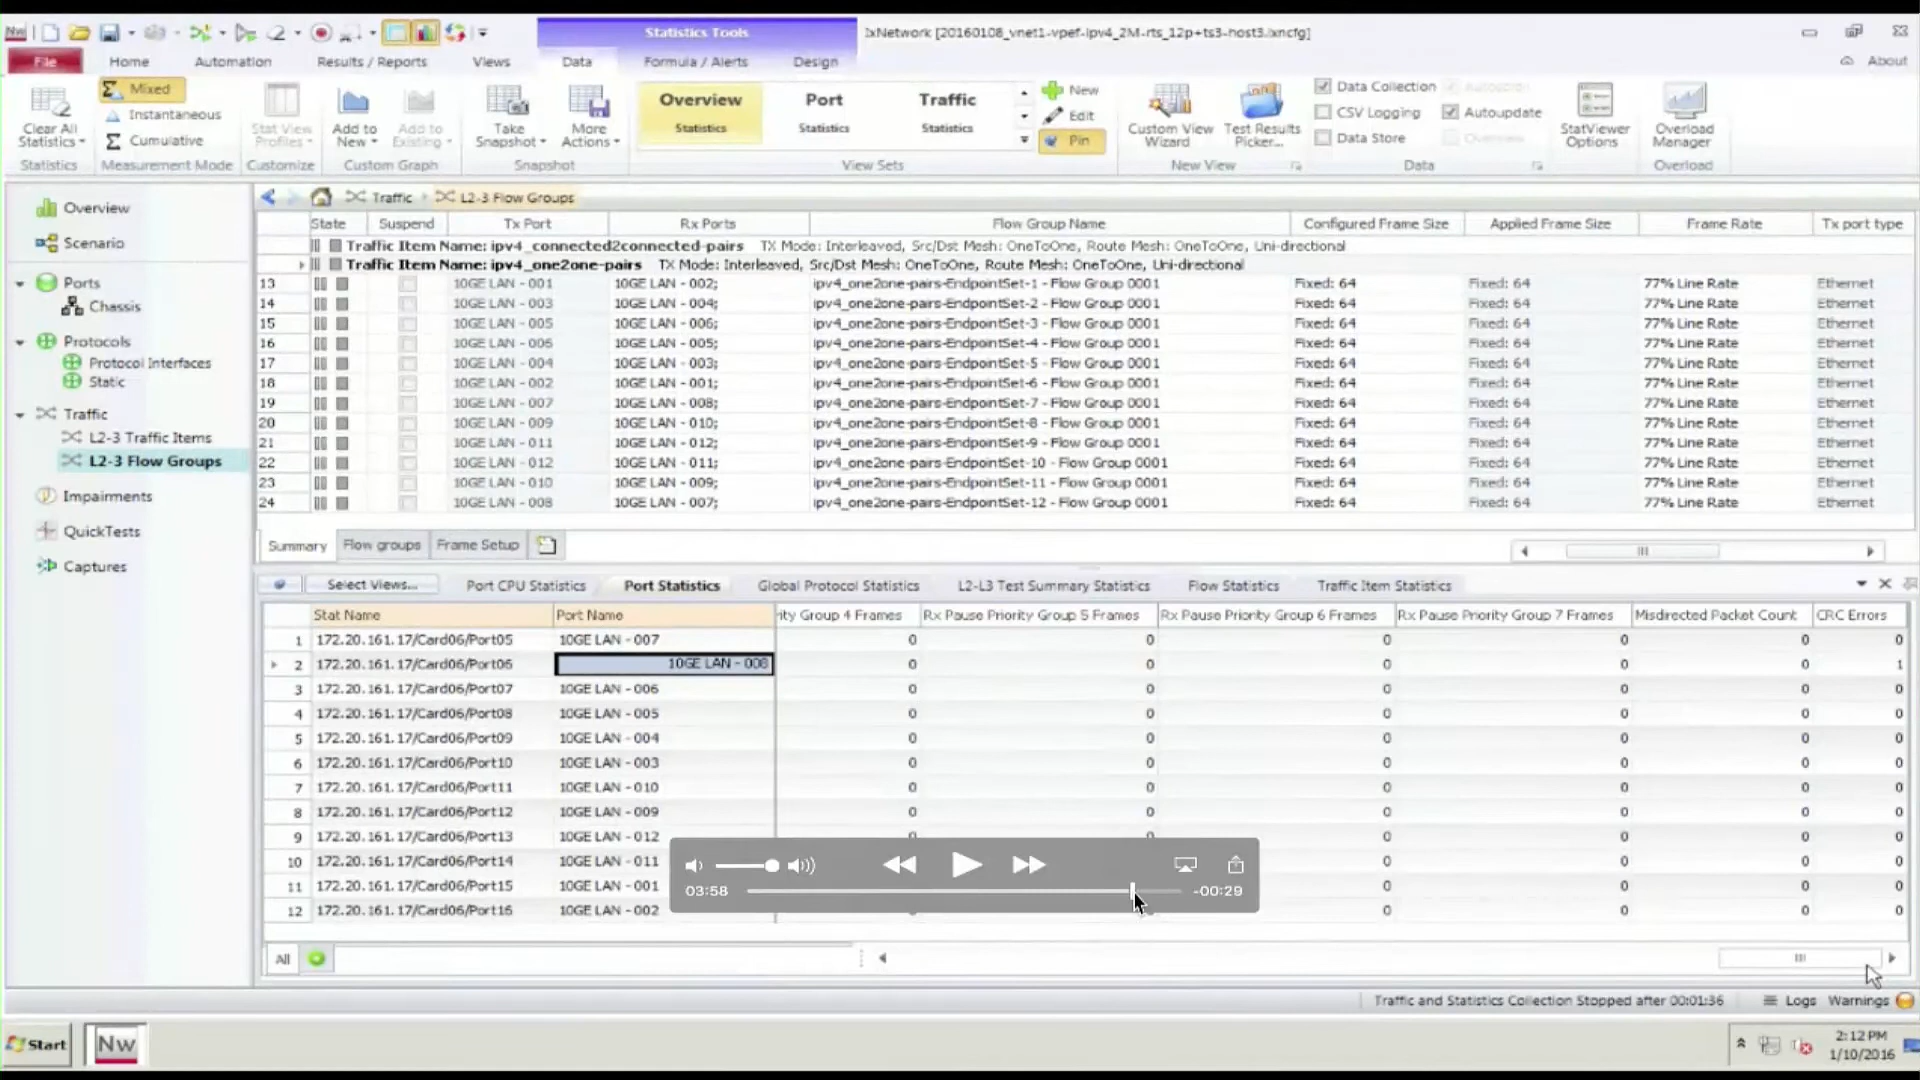 Nw
Statistics Tools
IxNetwork [20160108_vnet1-vpef-ipv4_2M-rts_12p+ts3-host3.ixncfg]
File Home Automation Results / Reports Views Data Formula / Alerts Design About
Clear All Statistics
Statistics
Mixed
Instantaneous
Cumulative
Measurement Mode
Stat View Profiles
Customize
Add to New
Add to Existing
Custom Graph
Take Snapshot
More Actions
Snapshot
Overview Statistics
Port Statistics
Traffic Statistics
New
Edit
Pin
View Sets
Custom View Wizard
Test Results Picker...
New View
Data Collection
CSV Logging Autoupdate
Data Store
StatViewer Options
Data
Overload Manager
Overload
Overview
Scenario
Ports
Chassis
Protocols
Protocol Interfaces
Static
Traffic
L2-3 Traffic Items
L2-3 Flow Groups
Impairments
QuickTests
Captures
Traffic L2-3 Flow Groups
State Suspend Tx Port Rx Ports Flow Group Name Configured Frame Size Applied Frame Size Frame Rate Tx port type
Traffic Item Name: ipv4_connected2connected-pairs TX Mode: Interleaved, Src/Dst Mesh: OneToOne, Route Mesh: OneToOne, Uni-directional
Traffic Item Name: ipv4_one2one-pairs TX Mode: Interleaved, Src/Dst Mesh: OneToOne, Route Mesh: OneToOne, Uni-directional
13 10GE LAN - 001 10GE LAN - 002; ipv4_one2one-pairs-EndpointSet-1 - Flow Group 0001 Fixed: 64 Fixed: 64 77% Line Rate Ethernet
14 10GE LAN - 003 10GE LAN - 004; ipv4_one2one-pairs-EndpointSet-2 - Flow Group 0001 Fixed: 64 Fixed: 64 77% Line Rate Ethernet
15 10GE LAN - 005 10GE LAN - 006; ipv4_one2one-pairs-EndpointSet-3 - Flow Group 0001 Fixed: 64 Fixed: 64 77% Line Rate Ethernet
16 10GE LAN - 006 10GE LAN - 005; ipv4_one2one-pairs-EndpointSet-4 - Flow Group 0001 Fixed: 64 Fixed: 64 77% Line Rate Ethernet
17 10GE LAN - 004 10GE LAN - 003; ipv4_one2one-pairs-EndpointSet-5 - Flow Group 0001 Fixed: 64 Fixed: 64 77% Line Rate Ethernet
18 10GE LAN - 002 10GE LAN - 001; ipv4_one2one-pairs-EndpointSet-6 - Flow Group 0001 Fixed: 64 Fixed: 64 77% Line Rate Ethernet
19 10GE LAN - 007 10GE LAN - 008; ipv4_one2one-pairs-EndpointSet-7 - Flow Group 0001 Fixed: 64 Fixed: 64 77% Line Rate Ethernet
20 10GE LAN - 009 10GE LAN - 010; ipv4_one2one-pairs-EndpointSet-8 - Flow Group 0001 Fixed: 64 Fixed: 64 77% Line Rate Ethernet
21 10GE LAN - 011 10GE LAN - 012; ipv4_one2one-pairs-EndpointSet-9 - Flow Group 0001 Fixed: 64 Fixed: 64 77% Line Rate Ethernet
22 10GE LAN - 012 10GE LAN - 011; ipv4_one2one-pairs-EndpointSet-10 - Flow Group 0001 Fixed: 64 Fixed: 64 77% Line Rate Ethernet
23 10GE LAN - 010 10GE LAN - 009; ipv4_one2one-pairs-EndpointSet-11 - Flow Group 0001 Fixed: 64 Fixed: 64 77% Line Rate Ethernet
24 10GE LAN - 008 10GE LAN - 007; ipv4_one2one-pairs-EndpointSet-12 - Flow Group 0001 Fixed: 64 Fixed: 64 77% Line Rate Ethernet
Summary Flow groups Frame Setup
Select Views... Port CPU Statistics Port Statistics Global Protocol Statistics L2-L3 Test Summary Statistics Flow Statistics Traffic Item Statistics
Stat Name Port Name ity Group 4 Frames Rx Pause Priority Group 5 Frames Rx Pause Priority Group 6 Frames Rx Pause Priority Group 7 Frames Misdirected Packet Count CRC Errors
1 172.20.161.17/Card06/Port05 10GE LAN - 007 0 0 0 0 0 0
2 172.20.161.17/Card06/Port06 10GE LAN - 008 0 0 0 0 0 1
3 172.20.161.17/Card06/Port07 10GE LAN - 006 0 0 0 0 0 0
4 172.20.161.17/Card06/Port08 10GE LAN - 005 0 0 0 0 0 0
5 172.20.161.17/Card06/Port09 10GE LAN - 004 0 0 0 0 0 0
6 172.20.161.17/Card06/Port10 10GE LAN - 003 0 0 0 0 0 0
7 172.20.161.17/Card06/Port11 10GE LAN - 010 0 0 0 0 0 0
8 172.20.161.17/Card06/Port12 10GE LAN - 009 0 0 0 0 0 0
9 172.20.161.17/Card06/Port13 10GE LAN - 012 0 0 0 0
10 172.20.161.17/Card06/Port14 10GE LAN - 011 0 0 0 0
11 172.20.161.17/Card06/Port15 10GE LAN - 001 0 0 0 0
12 172.20.161.17/Card06/Port16 10GE LAN - 002 0 0 0 0
03:58 -00:29
All
Traffic and Statistics Collection Stopped after 00:01:36 Logs Warnings
Start Nw
2:12 PM
1/10/2016